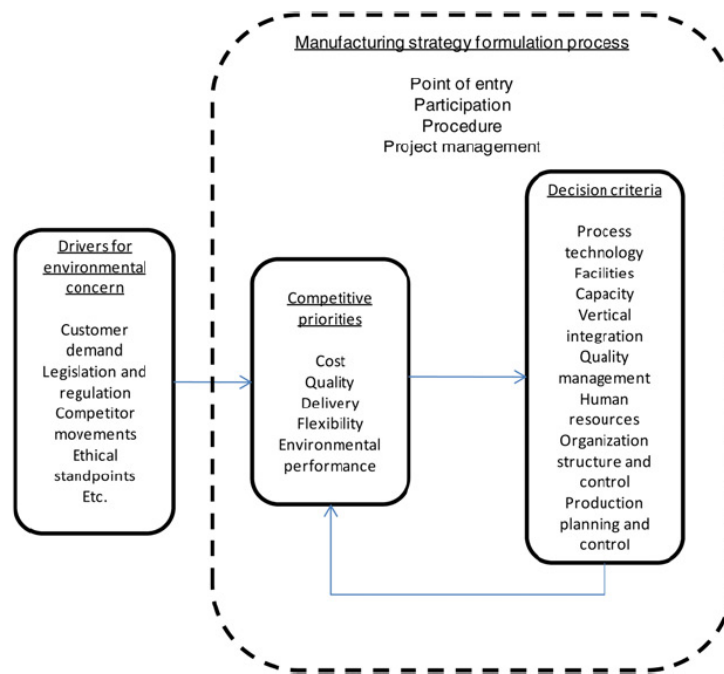 Manufacturing strategy formulation process
Point of entry
Participation
Procedure
Project management
Drivers for
environmental
concern
Customer
demand
Legislation and
regulation
Competitor
movements
Ethical
standpoints
Etc.
Competitive
priorities
Cost
Quality
Delivery
Flexibility
Environmental
performance
Decision criteria
Process
technology
Facilities
Capacity
Vertical
integration
Quality
management
Human
resources
Organization
structure and
control
Production
planning and
control